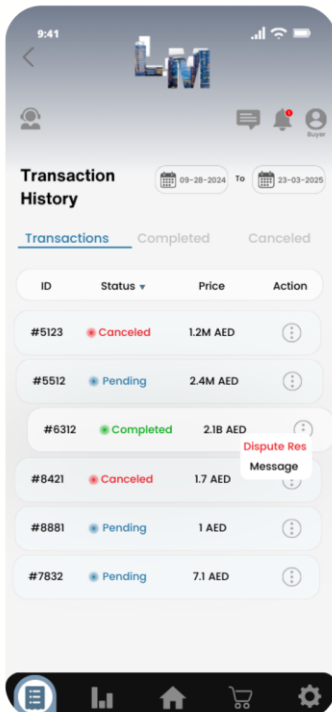 9:41
LM
Buyer
Transaction
History
09-28-2024 To 23-03-2025
Transactions Completed Canceled
ID Status Price Action
#5123 Canceled 1.2M AED
#5512 Pending 2.4M AED
#6312 Completed 2.1B AED
Dispute Res
Message
#8421 Canceled 1.7 AED
#8881 Pending 1 AED
#7832 Pending 7.1 AED